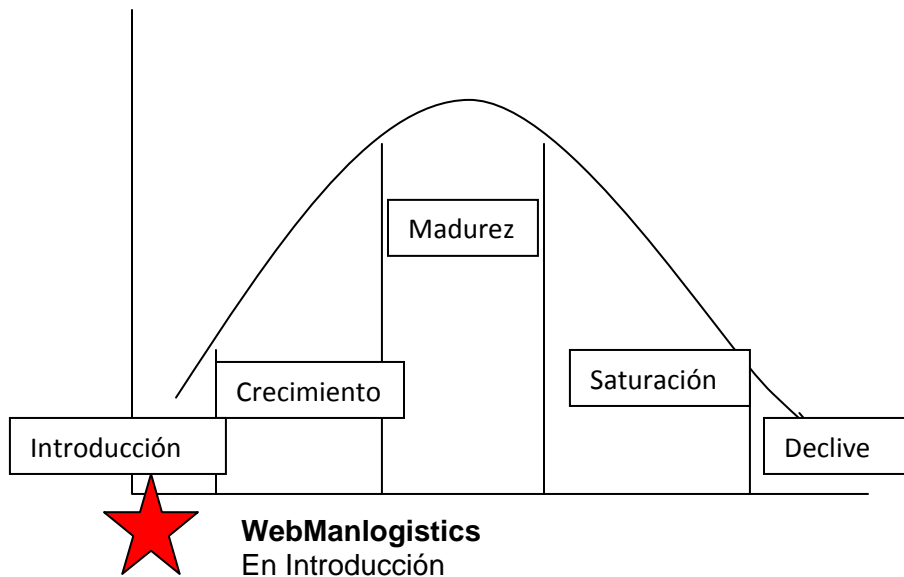 Madurez
Crecimiento
Saturación
Introducción
Declive
WebManlogistics
En Introducción